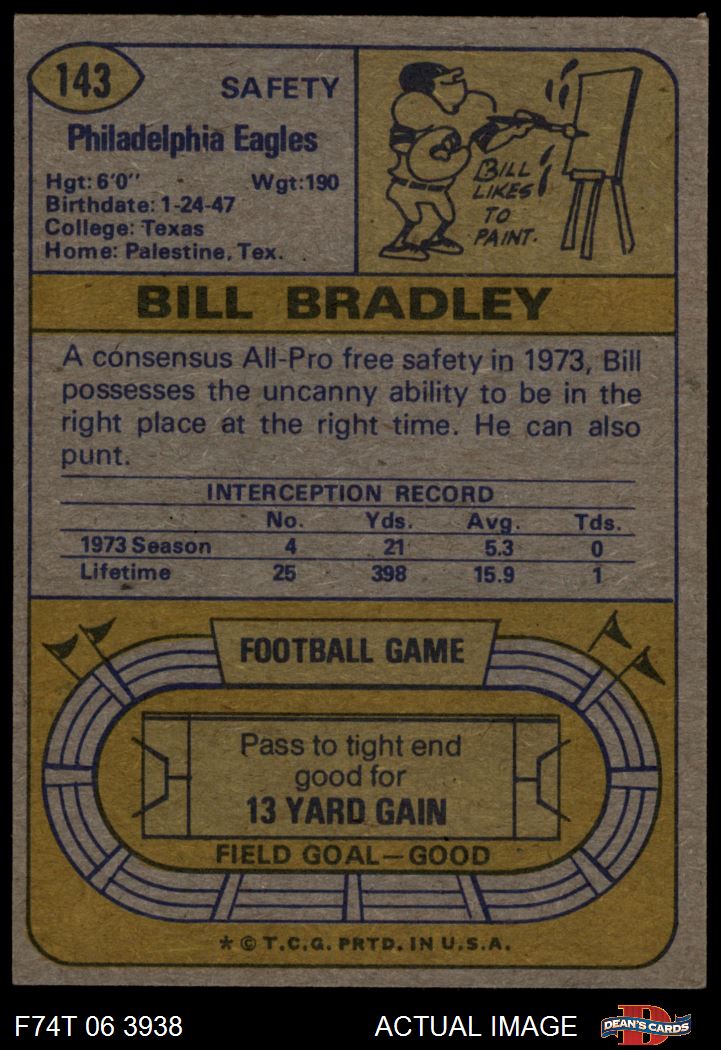 143
SAFETY
Philadelphia Eagles
Hgt: 6'0" Wgt:190
Birthdate: 1-24-47
College: Texas
Home: Palestine, Tex.
BILL
LIKES
TO
PAINT.
BILL BRADLEY
A consensus All-Pro free safety in 1973, Bill
possesses the uncanny ability to be in the
right place at the right time. He can also
punt.
INTERCEPTION RECORD
No. Yds. Avg. Tds.
1973 Season 4 21 5.3 0
Lifetime 25 398 15.9 1
FOOTBALL GAME
Pass to tight end
good for
13 YARD GAIN
FIELD GOAL—GOOD
* © T.C.G. PRTD. IN U.S.A.
F74T 06 3938 ACTUAL IMAGE D DEAN'S CARDS